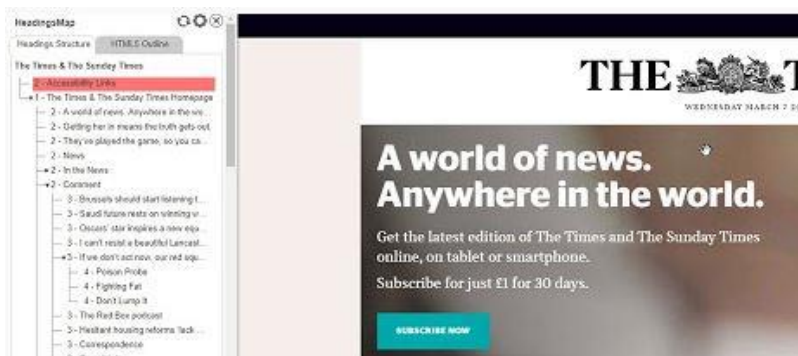 HeadingsMap
Headings Structure
HTML5 Outline
The Times & The Sunday Times
2 - Accessibility Links
1 - The Times & The Sunday Times Homepage
2 - A world of news. Anywhere in the wo...
2 - Getting her in means the truth gets out
2 - They've played the game, so you ca...
2 - News
2 - In the News
2 - Comment
3 - Brussels should start listening t...
3 - Saudi future rests on winning w...
3 - Oscars' star inspires a new equ...
3 - I can't resist a beautiful Lancast...
3 - If we don't act now, our red squ...
4 - Poison Probe
4 - Fighting Fat
4 - Don't Lump It
3 - The Red Box podcast
3 - Hesitant housing reforms 'lack ...
3 - Correspondence
THE T
WEDNESDAY MARCH 7 20
A world of news.
Anywhere in the world.
Get the latest edition of The Times and The Sunday Times
online, on tablet or smartphone.
Subscribe for just £1 for 30 days.
SUBSCRIBE NOW